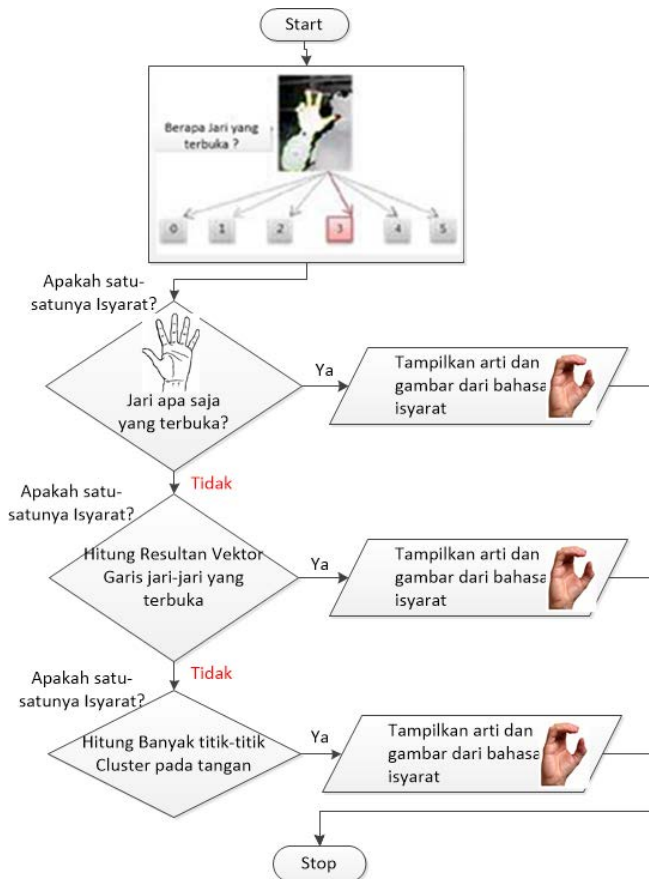 Start
Berapa Jari yang
terbuka ?
0 1 2 3 4 5
Apakah satu-
satunya Isyarat?
Jari apa saja
yang terbuka?
Ya
Tampilkan arti dan
gambar dari bahasa
isyarat
Tidak
Apakah satu-
satunya Isyarat?
Hitung Resultan Vektor
Garis jari-jari yang
terbuka
Ya
Tampilkan arti dan
gambar dari bahasa
isyarat
Tidak
Apakah satu-
satunya Isyarat?
Hitung Banyak titik-titik
Cluster pada tangan
Ya
Tampilkan arti dan
gambar dari bahasa
isyarat
Stop